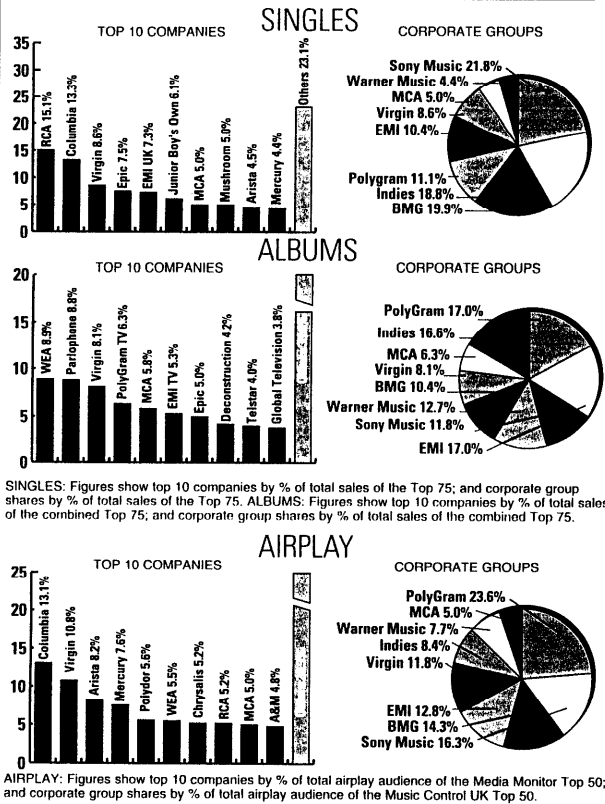 SINGLES
TOP 10 COMPANIES
CORPORATE GROUPS
35
30
25
20
15
10
5
0
RCA 15.1%
Columbia 13.3%
Virgin 8.6%
Epic 7.5%
EMI UK 7.3%
Junior Boy's Own 6.1%
MCA 5.0%
Mushroom 5.0%
Arista 4.5%
Mercury 4.4%
Others 23.1%
Sony Music 21.8%
Warner Music 4.4%
MCA 5.0%
Virgin 8.6%
EMI 10.4%
Polygram 11.1%
Indies 18.8%
BMG 19.9%
ALBUMS
TOP 10 COMPANIES
CORPORATE GROUPS
20
15
10
5
0
WEA 8.9%
Parlophone 8.8%
Virgin 8.1%
PolyGram TV 6.3%
MCA 5.8%
EMI TV 5.3%
Epic 5.0%
Deconstruction 4.2%
Telstar 4.0%
Global Television 3.8%
PolyGram 17.0%
Indies 16.6%
MCA 6.3%
Virgin 8.1%
BMG 10.4%
Warner Music 12.7%
Sony Music 11.8%
EMI 17.0%
SINGLES: Figures show top 10 companies by % of total sales of the Top 75; and corporate group
shares by % of total sales of the Top 75. ALBUMS: Figures show top 10 companies by % of total sales
of the combined Top 75; and corporate group shares by % of total sales of the combined Top 75.
AIRPLAY
TOP 10 COMPANIES
CORPORATE GROUPS
25
20
15
10
5
0
Columbia 13.1%
Virgin 10.8%
Arista 8.2%
Mercury 7.6%
Polydor 5.6%
WEA 5.5%
Chrysalis 5.2%
RCA 5.2%
MCA 5.0%
A&M 4.8%
PolyGram 23.6%
MCA 5.0%
Warner Music 7.7%
Indies 8.4%
Virgin 11.8%
EMI 12.8%
BMG 14.3%
Sony Music 16.3%
AIRPLAY: Figures show top 10 companies by % of total airplay audience of the Media Monitor Top 50;
and corporate group shares by % of total airplay audience of the Music Control UK Top 50.